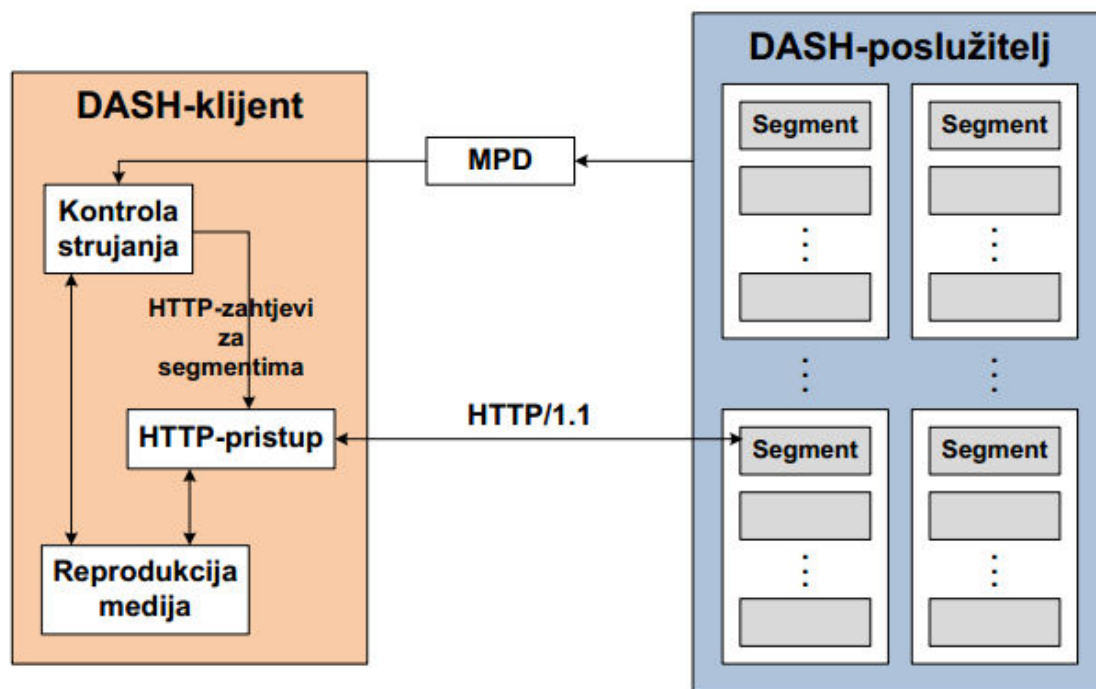 DASH-klijent
Kontrola
strujanja
HTTP-zahtjevi
za
segmentima
HTTP-pristup
Reprodukcija
medija
MPD
HTTP/1.1
DASH-poslužitelj
Segment
Segment
Segment
Segment